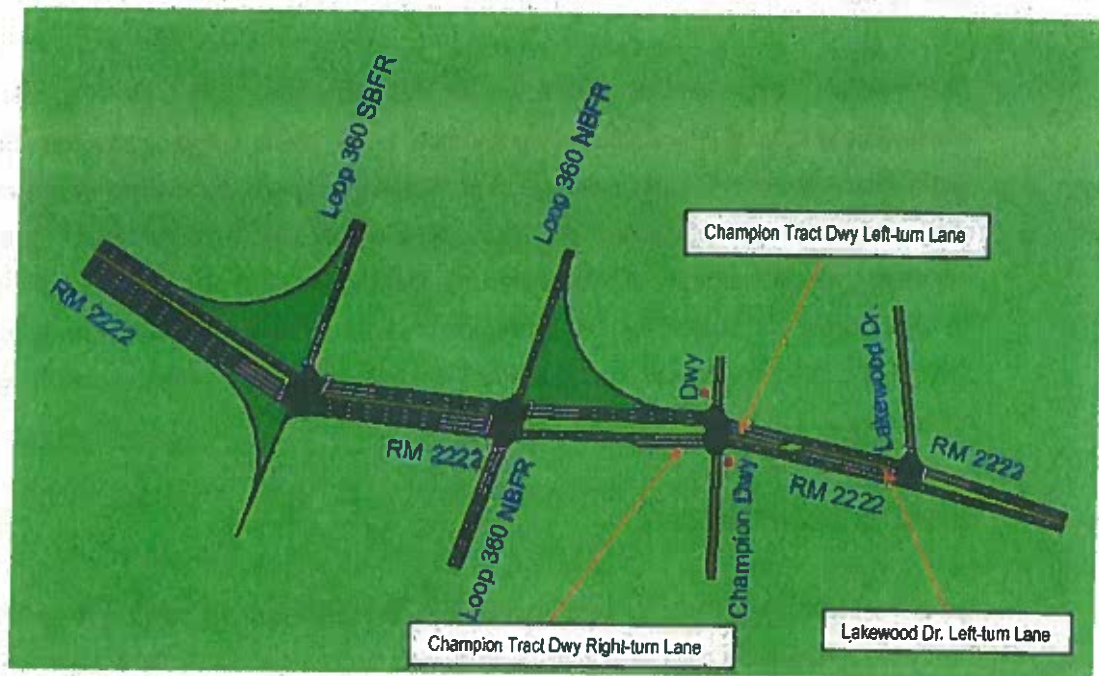 Loop 360 SBFR
Loop 360 NBFR
Champion Tract Dwy Left-turn Lane
RM 2222
Dwy
Lakewood Dr.
RM 2222
RM 2222
RM 2222
Loop 360 NBFR
Champion Dwy
Champion Tract Dwy Right-turn Lane
Lakewood Dr. Left-turn Lane